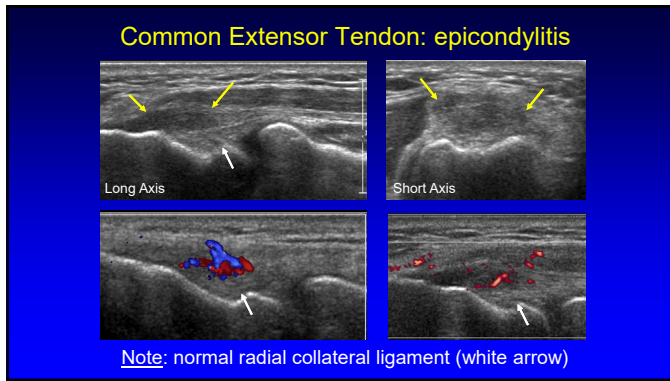 Common Extensor Tendon: epicondylitis
Long Axis
Short Axis
Note: normal radial collateral ligament (white arrow)